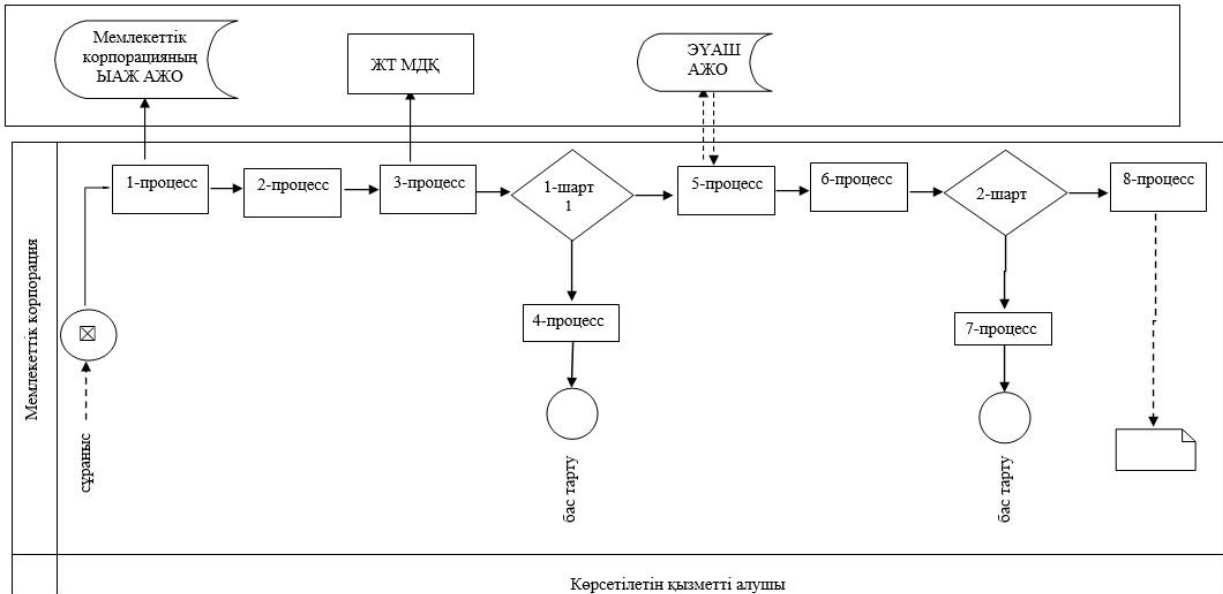 Мемлекеттік
корпорацияның
ЫАЖ АЖО
ЖТ МДҚ
ЭҮАШ
АЖО
1-процесс
2-процесс
3-процесс
1-шарт
1
5-процесс
6-процесс
2-шарт
8-процесс
4-процесс
7-процесс
Мемлекеттік корпорация
сұраныс
бас тарту
бас тарту
Көрсетілетін қызметті алушы